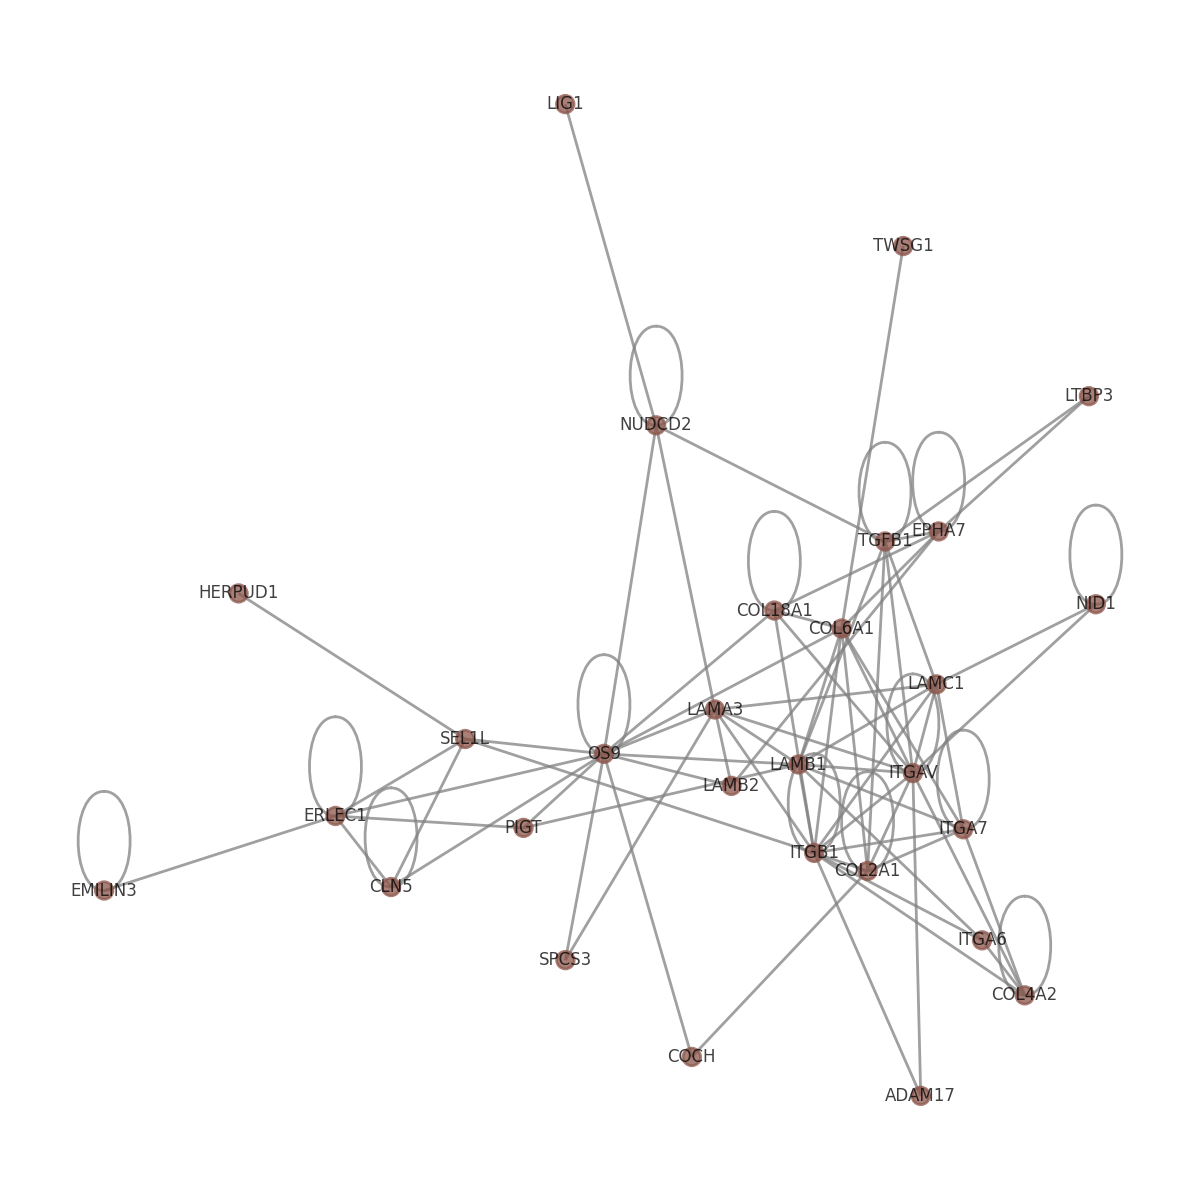 LIG1
TWSG1
LTBP3
NUDCD2
EPHA7
TGFB1
HERPUD1
NID1
COL18A1
COL6A1
LAMC1
LAMA3
SEL1L
OS9
LAMB1
ITGAV
LAMB2
ERLEC1
PIGT
ITGA7
ITGB1
COL2A1
EMILIN3
CLN5
ITGA6
SPCS3
COL4A2
COCH
ADAM17